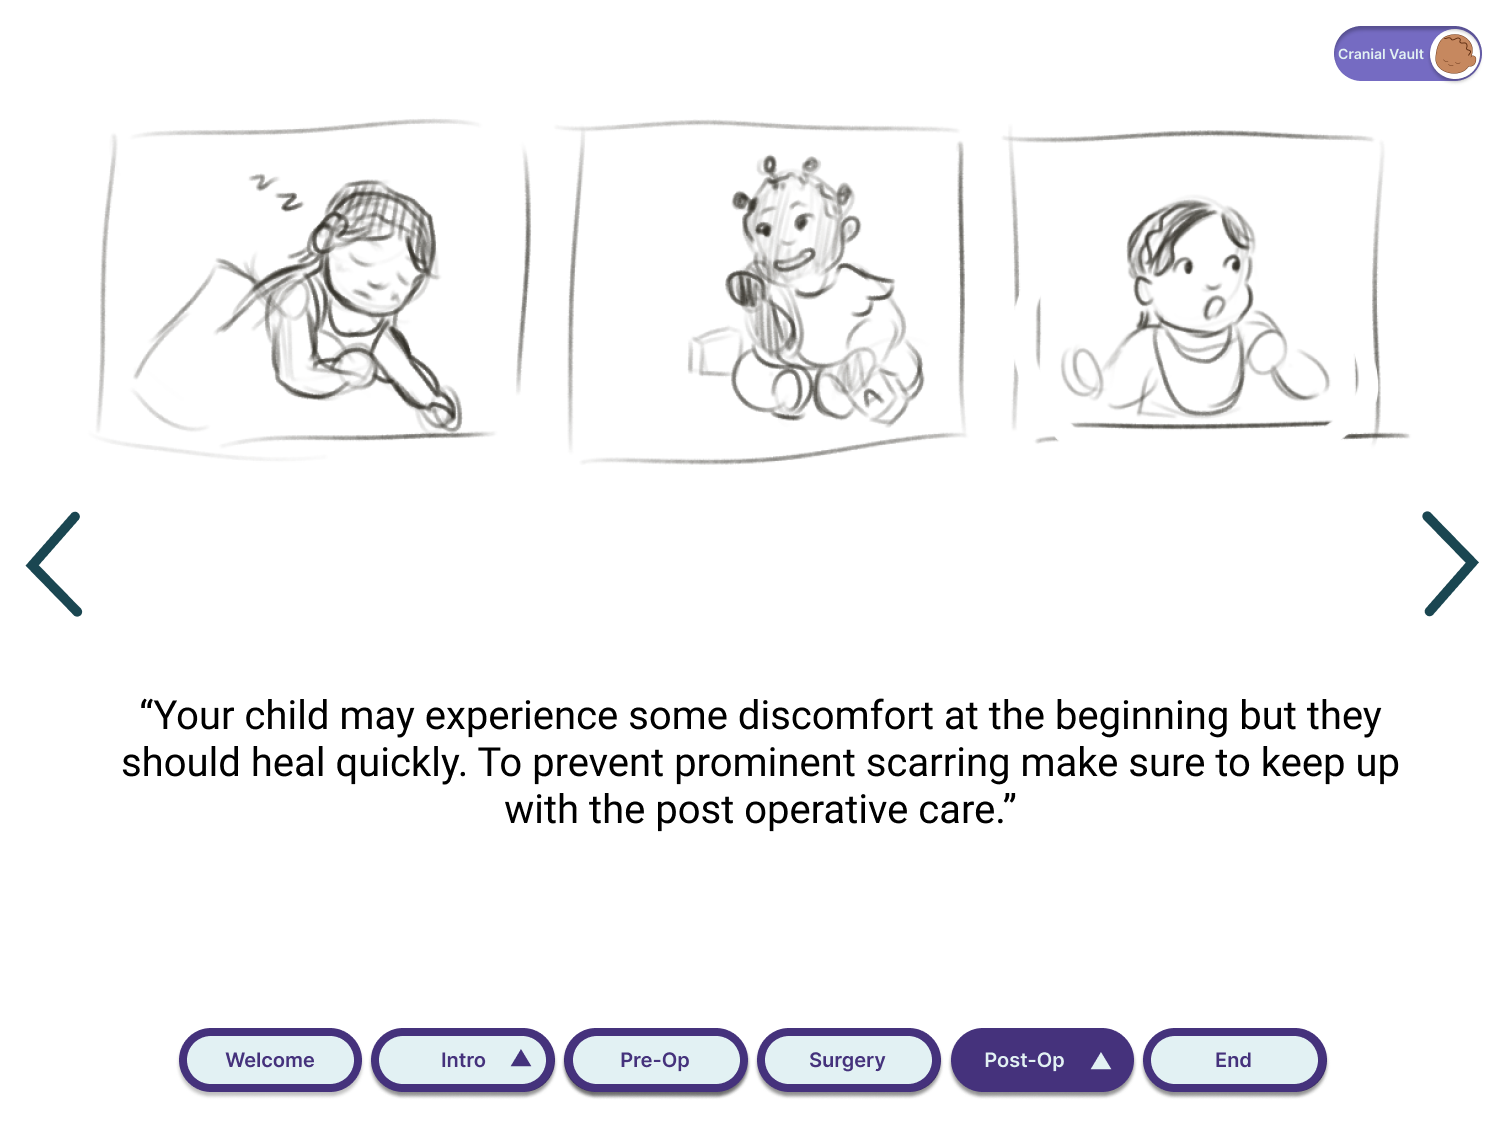 Cranial Vault
z z
A
“Your child may experience some discomfort at the beginning but they
should heal quickly. To prevent prominent scarring make sure to keep up
with the post operative care.”
Welcome
Intro
Pre-Op
Surgery
Post-Op
End